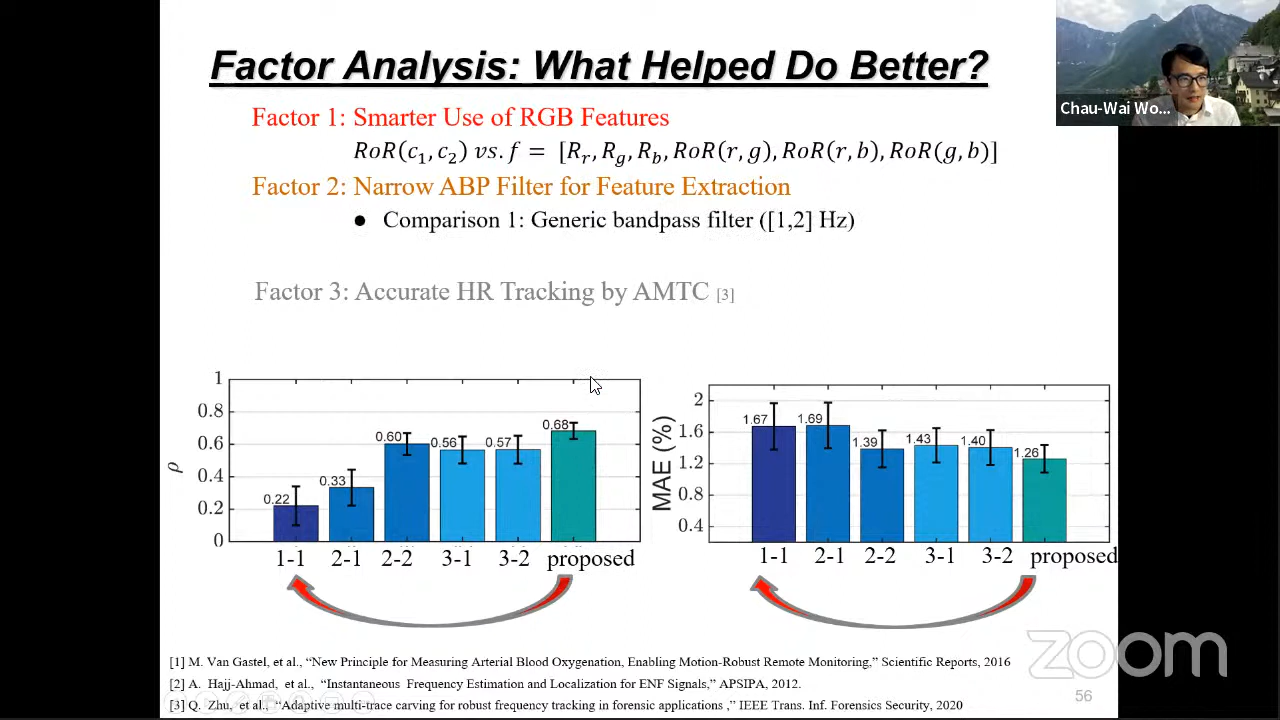 Factor Analysis: What Helped Do Better?
Chau-Wai Wo...
Factor 1: Smarter Use of RGB Features
RoR(c₁, c₂) vs. f = [Rᵣ, R_g, R_b, RoR(r, g), RoR(r, b), RoR(g, b)]
Factor 2: Narrow ABP Filter for Feature Extraction
● Comparison 1: Generic bandpass filter ([1,2] Hz)
Factor 3: Accurate HR Tracking by AMTC [3]
ρ
1
0.8
0.6
0.4
0.2
0
0.22
0.33
0.60
0.56
0.57
0.68
1-1 2-1 2-2 3-1 3-2 proposed
MAE (%)
2
1.6
1.2
0.8
0.4
1.67
1.69
1.39
1.43
1.40
1.26
1-1 2-1 2-2 3-1 3-2 proposed
[1] M. Van Gastel, et al., “New Principle for Measuring Arterial Blood Oxygenation, Enabling Motion-Robust Remote Monitoring,” Scientific Reports, 2016
[2] A. Hajj-Ahmad, et al., “Instantaneous Frequency Estimation and Localization for ENF Signals,” APSIPA, 2012.
[3] Q. Zhu, et al., “Adaptive multi-trace carving for robust frequency tracking in forensic applications ,” IEEE Trans. Inf. Forensics Security, 2020
zoom
56